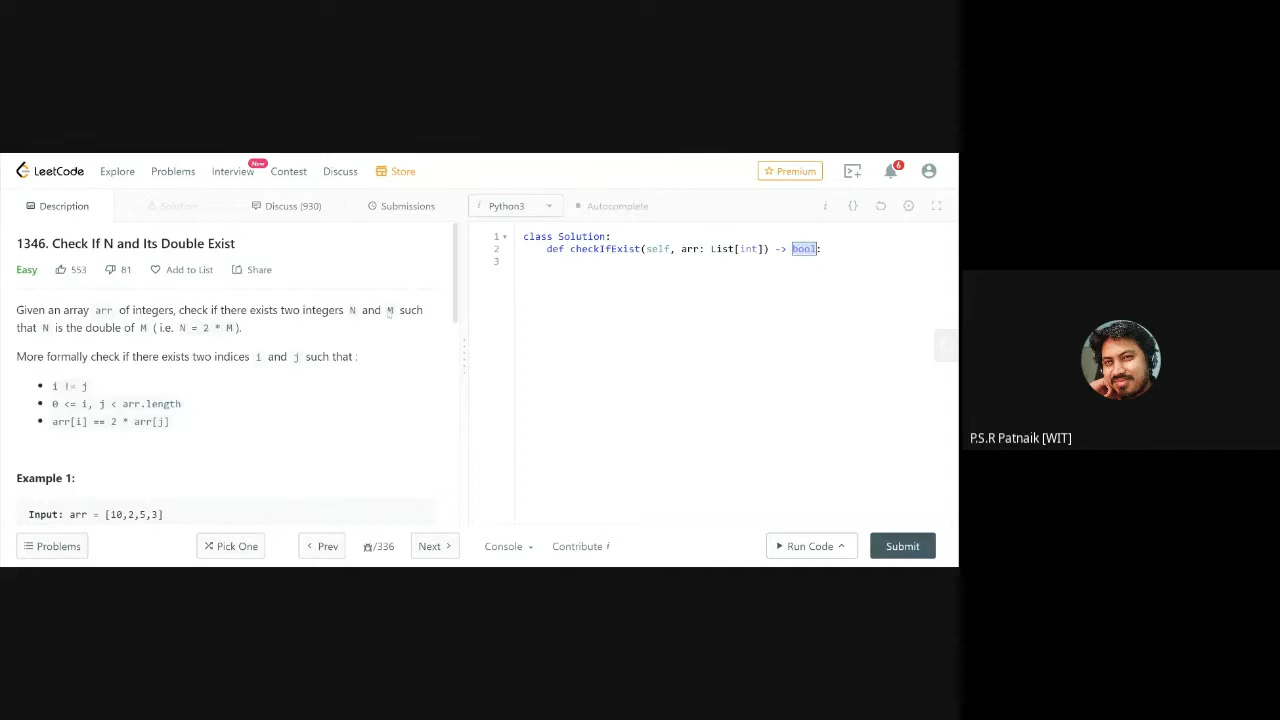 LeetCode Explore Problems Interview New Contest Discuss Store Premium 6
Description Solution Discuss (930) Submissions i Python3 Autocomplete i {}
1346. Check If N and Its Double Exist
Easy 553 81 Add to List Share
Given an array arr of integers, check if there exists two integers N and M such
that N is the double of M ( i.e. N = 2 * M).
More formally check if there exists two indices i and j such that :
i != j
0 <= i, j < arr.length
arr[i] == 2 * arr[j]
Example 1:
Input: arr = [10,2,5,3]
1 class Solution:
2 def checkIfExist(self, arr: List[int]) -> bool:
3
Problems Pick One Prev /336 Next Console Contribute i Run Code Submit
P.S.R Patnaik [WIT]